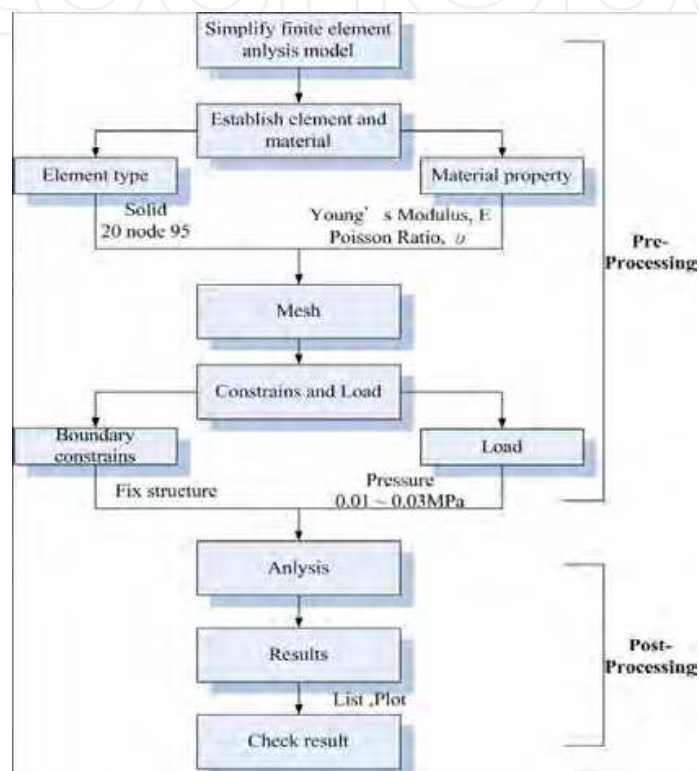 Simplify finite element
anlysis model
Establish element and
material
Element type
Material property
Solid
20 node 95
Young's Modulus, E
Poisson Ratio, υ
Pre-
Processing
Mesh
Constrains and Load
Boundary
constrains
Load
Fix structure
Pressure
0.01 ~ 0.03MPa
Anlysis
Results
Post-
Processing
List ,Plot
Check result